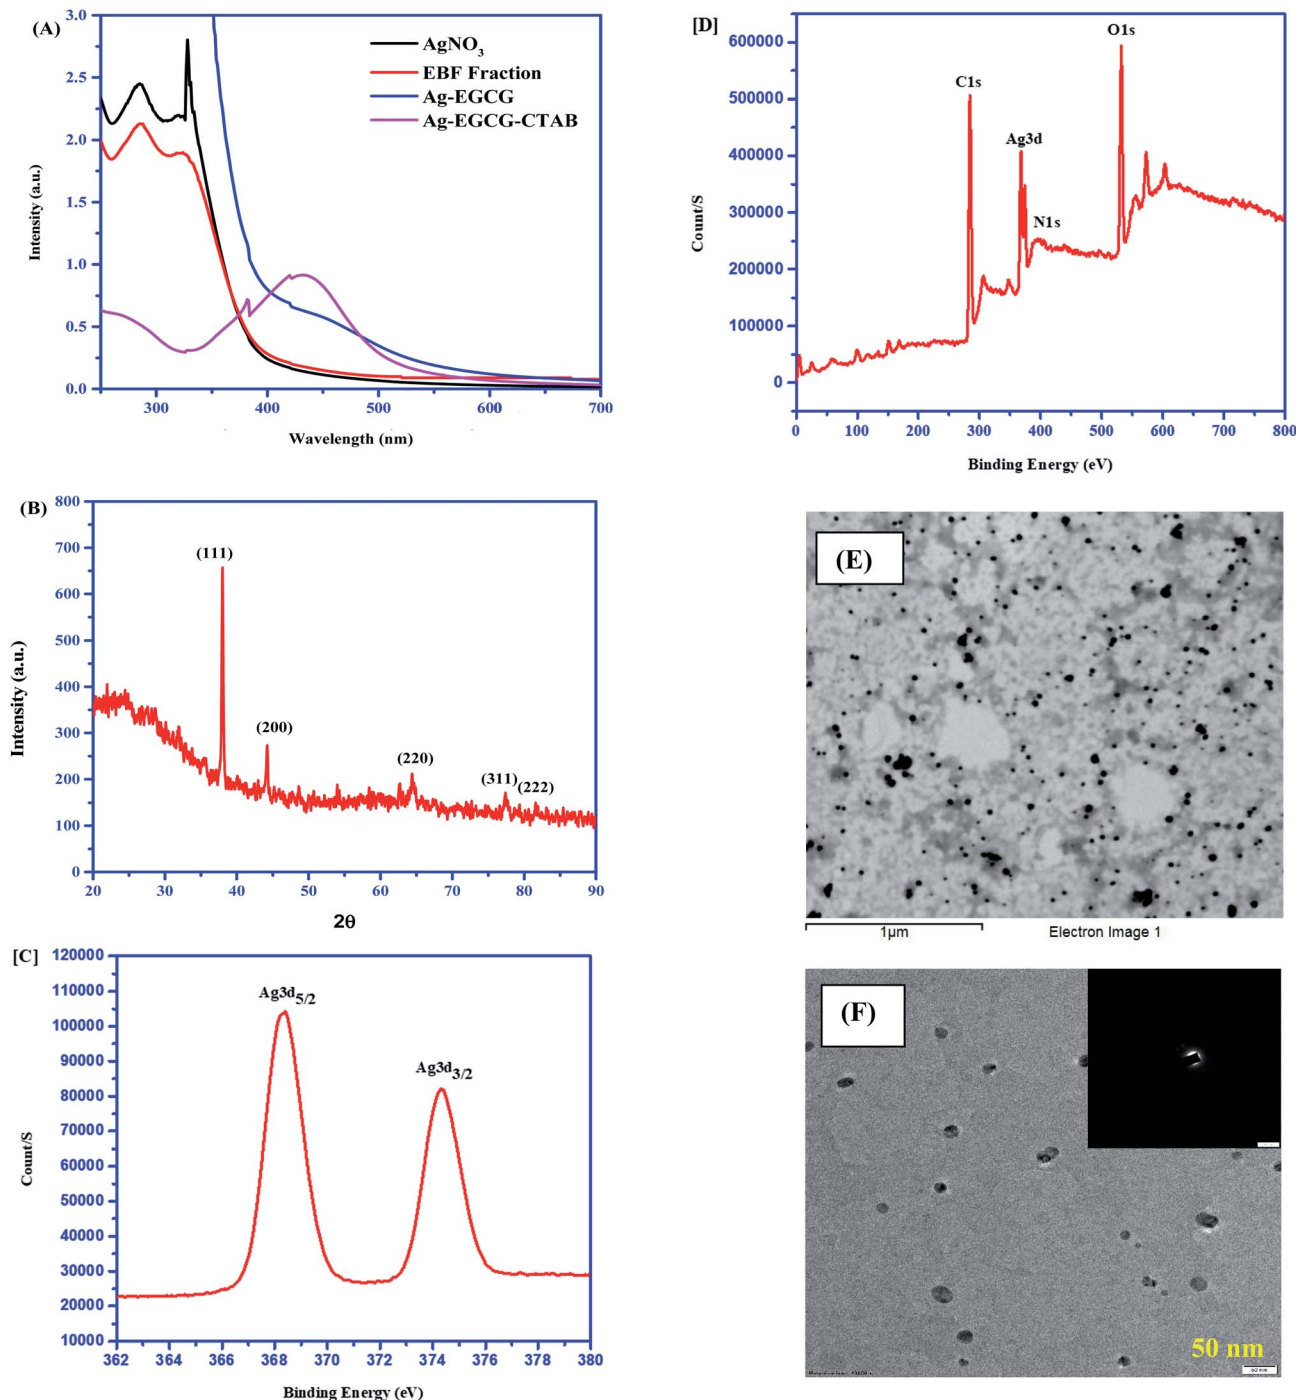 (A)
3.0
2.5
2.0
1.5
1.0
0.5
0.0
Intensity (a.u.)
AgNO3
EBF Fraction
Ag-EGCG
Ag-EGCG-CTAB
300 400 500 600 700
Wavelength (nm)
(B)
800
700
600
500
400
300
200
100
0
Intensity (a.u.)
(111)
(200)
(220)
(311)
(222)
20 30 40 50 60 70 80 90
2θ
[C]
120000
110000
100000
90000
80000
70000
60000
50000
40000
30000
20000
10000
Count/S
Ag3d5/2
Ag3d3/2
362 364 366 368 370 372 374 376 378 380
Binding Energy (eV)
[D]
600000
500000
400000
300000
200000
100000
0
Count/S
C1s
Ag3d
N1s
O1s
0 100 200 300 400 500 600 700 800
Binding Energy (eV)
(E)
1μm
Electron Image 1
(F)
50 nm
50 nm